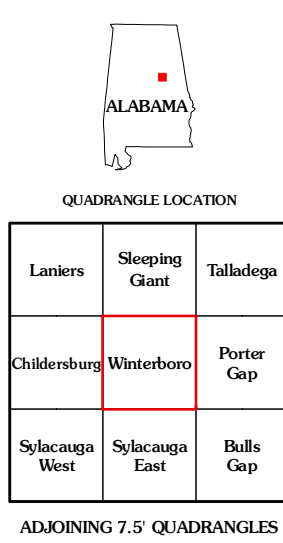 ALABAMA
QUADRANGLE LOCATION
Laniers
Sleeping
Giant
Talladega
Childersburg
Winterboro
Porter
Gap
Sylacauga
West
Sylacauga
East
Bulls
Gap
ADJOINING 7.5' QUADRANGLES